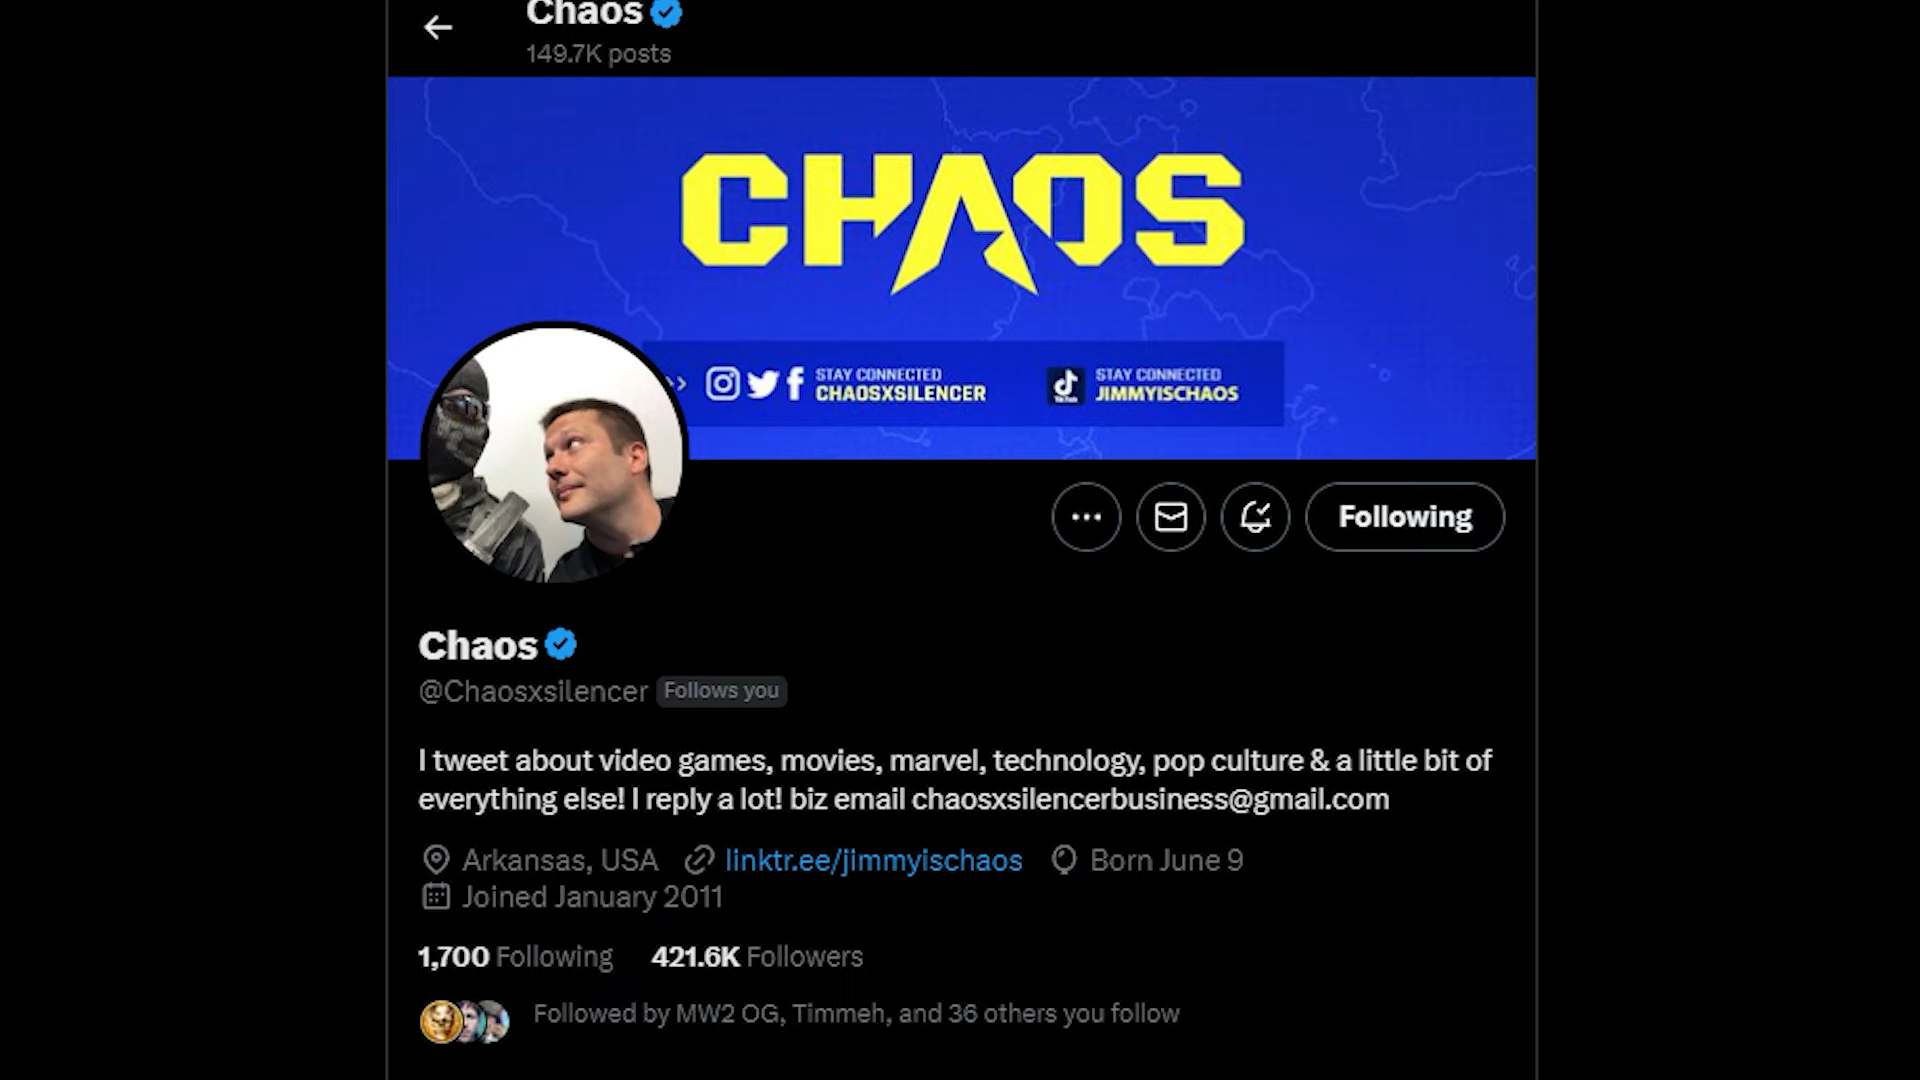 Chaos
149.7K posts
CHAOS
STAY CONNECTED
CHAOSXSILENCER
STAY CONNECTED
JIMMYISCHAOS
Following
Chaos
@Chaosxsilencer Follows you
I tweet about video games, movies, marvel, technology, pop culture & a little bit of
everything else! I reply a lot! biz email chaosxsilencerbusiness@gmail.com
Arkansas, USA linktr.ee/jimmyischaos Born June 9
Joined January 2011
1,700 Following 421.6K Followers
Followed by MW2 OG, Timmeh, and 36 others you follow